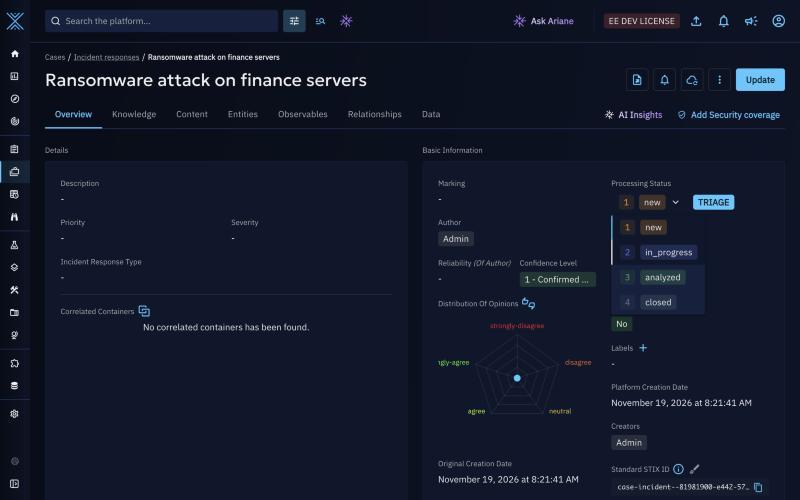 Search the platform...
Ask Ariane
EE DEV LICENSE
Cases / Incident responses / Ransomware attack on finance servers
Ransomware attack on finance servers
Update
Overview Knowledge Content Entities Observables Relationships Data
AI Insights
Add Security coverage
Details
Description
-
Priority
-
Severity
-
Incident Response Type
-
Correlated Containers
No correlated containers has been found.
Basic Information
Marking
-
Author
Admin
Reliability (Of Author)
-
Confidence Level
1 - Confirmed ...
Distribution Of Opinions
strongly-disagree
ngly-agree
disagree
agree
neutral
Original Creation Date
November 19, 2026 at 8:21:41 AM
Processing Status
1 new
TRIAGE
1 new
2 in_progress
3 analyzed
4 closed
No
Labels
-
Platform Creation Date
November 19, 2026 at 8:21:41 AM
Creators
Admin
Standard STIX ID
case-incident--81981900-e442-57…